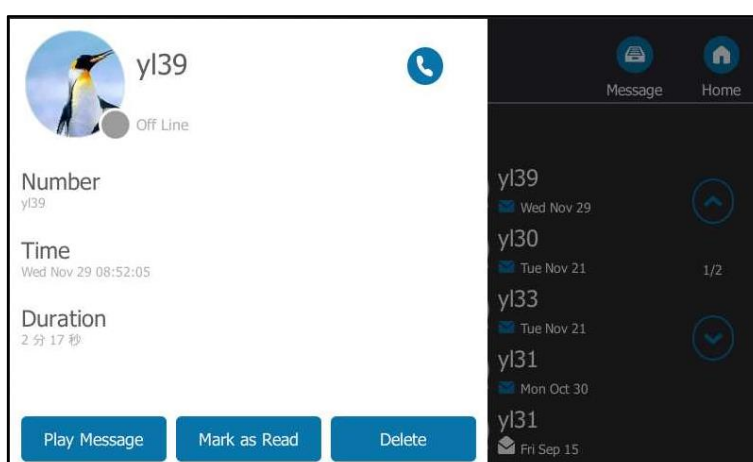 yl39
Off Line
Number
yl39
Time
Wed Nov 29 08:52:05
Duration
2 分 17 秒
Play Message
Mark as Read
Delete
Message
Home
yl39
Wed Nov 29
yl30
Tue Nov 21
yl33
Tue Nov 21
yl31
Mon Oct 30
yl31
Fri Sep 15
1/2